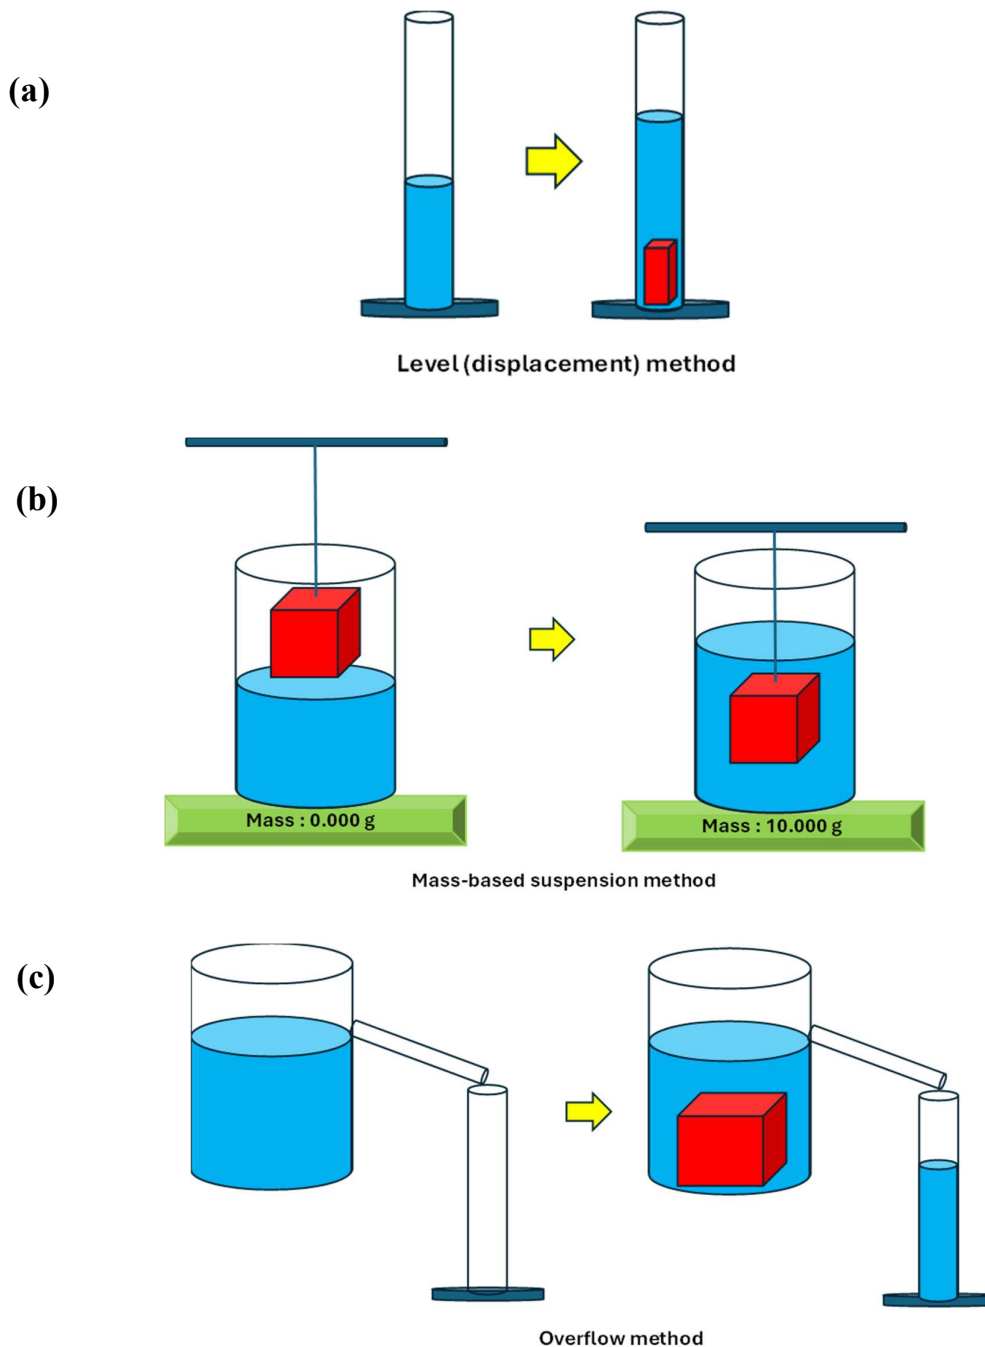 (a)
Level (displacement) method
(b)
Mass : 0.000 g
Mass : 10.000 g
Mass-based suspension method
(c)
Overflow method